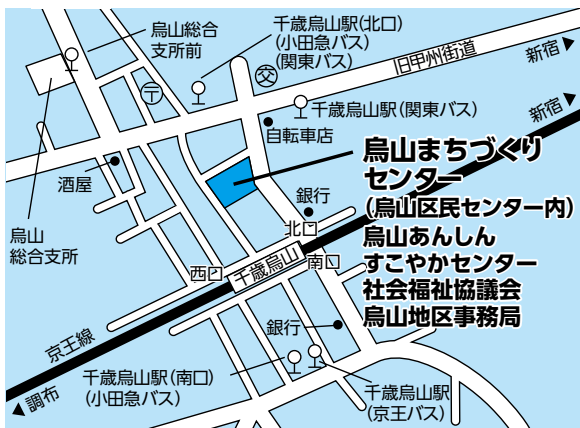 烏山総合
支所前
千歳烏山駅(北口)
(小田急バス)
(関東バス)
旧甲州街道
新宿
〒
交
千歳烏山駅(関東バス)
新宿
自転車店
烏山まちづくり
センター
(烏山区民センター内)
烏山あんしん
すこやかセンター
社会福祉協議会
烏山地区事務局
酒屋
銀行
北口
烏山
総合支所
西口
千歳烏山
南口
京王線
銀行
千歳烏山駅(南口)
(小田急バス)
千歳烏山駅
(京王バス)
調布